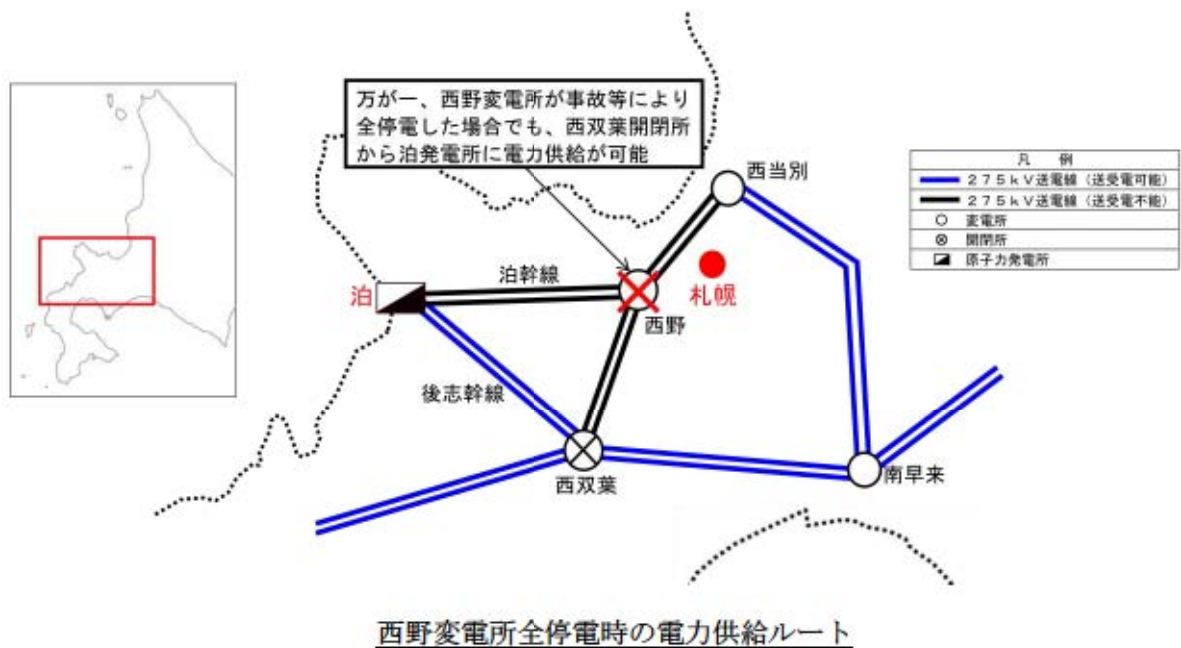 万が一、西野変電所が事故等により
全停電した場合でも、西双葉開閉所
から泊発電所に電力供給が可能
西当別
凡 例
275kV送電線(送受電可能)
275kV送電線(送受電不能)
変電所
開閉所
原子力発電所
泊幹線
泊
札幌
西野
後志幹線
西双葉
南早来
西野変電所全停電時の電力供給ルート